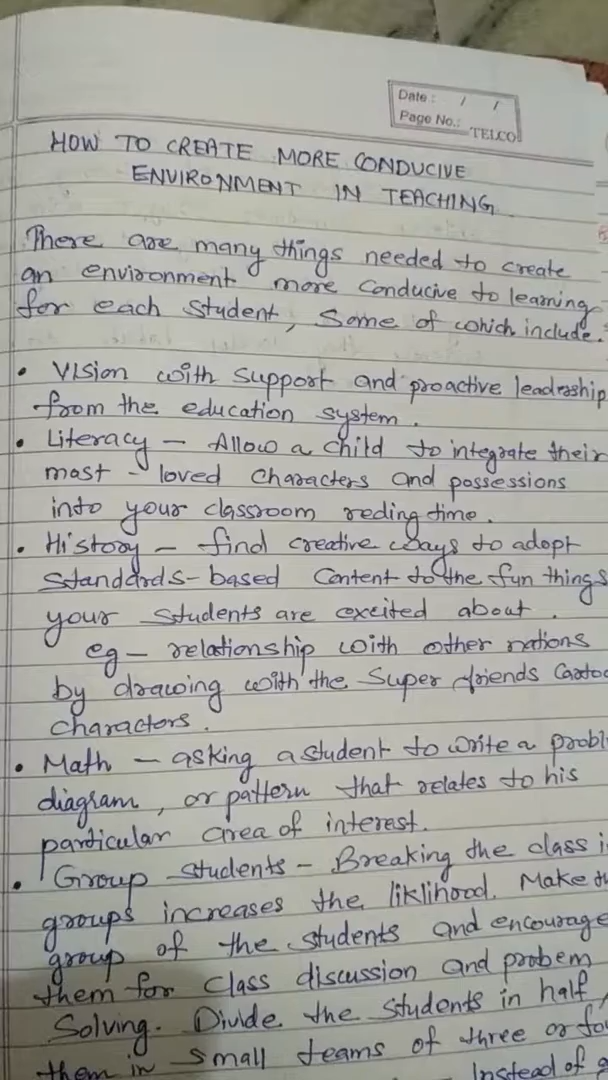 Date : / /
Page No.:
TELCO
HOW TO CREATE MORE CONDUCIVE
ENVIRONMENT IN TEACHING
There are many things needed to create
an environment more conducive to learning
for each student, some of which include.
• Vision with support and proactive leadership
from the education system.
• Literacy – Allow a child to integrate their
most - loved characters and possessions
into your classroom reding time.
• History – find creative ways to adopt
standards-based content to the fun things
your students are excited about.
eg – relationship with other nations
by drawing with the Super friends Cartoo
charactors.
• Math – asking a student to write a probl
diagram, or pattern that relates to his
particular area of interest.
• Group students – Breaking the class i
groups increases the liklihood. Make th
group of the students and encourage
them for class discussion and probem
Solving. Divide the students in half,
them in small teams of three or fo
Instead of